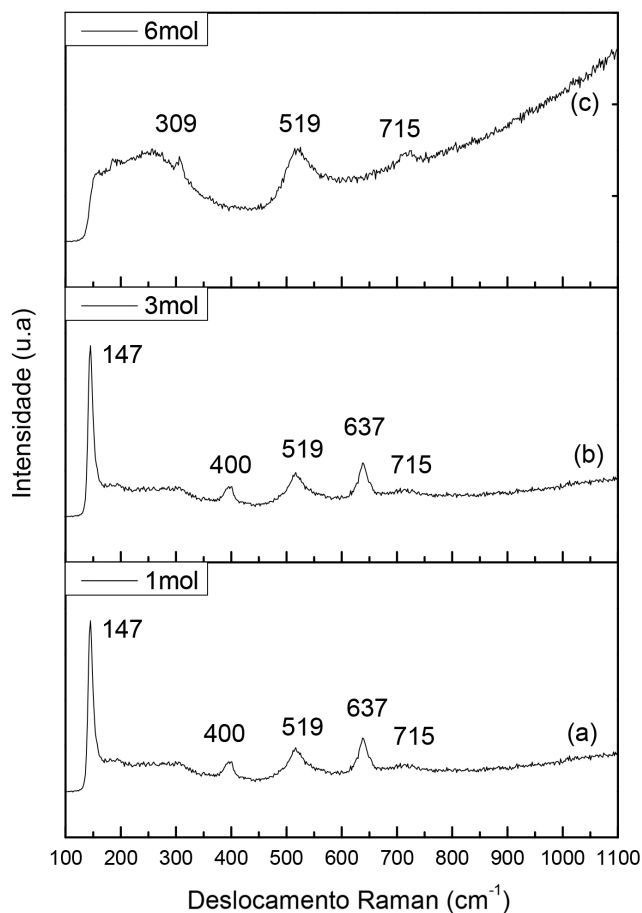 6mol
(c)
309
519
715
3mol
147
400
519
637
715
(b)
1mol
147
400
519
637
715
(a)
100 200 300 400 500 600 700 800 900 1000 1100
Deslocamento Raman (cm⁻¹)
Intensidade (u.a)